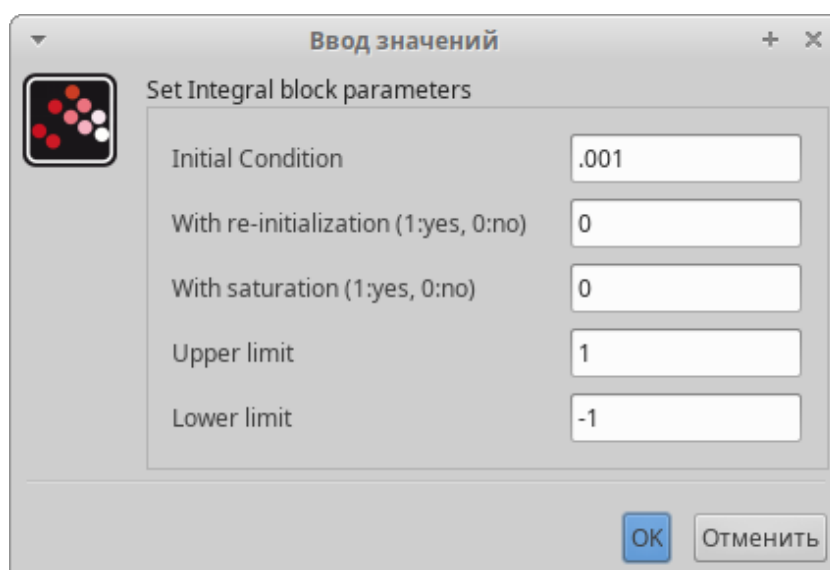 Ввод значений
Set Integral block parameters
Initial Condition .001
With re-initialization (1:yes, 0:no) 0
With saturation (1:yes, 0:no) 0
Upper limit 1
Lower limit -1
OK Отменить